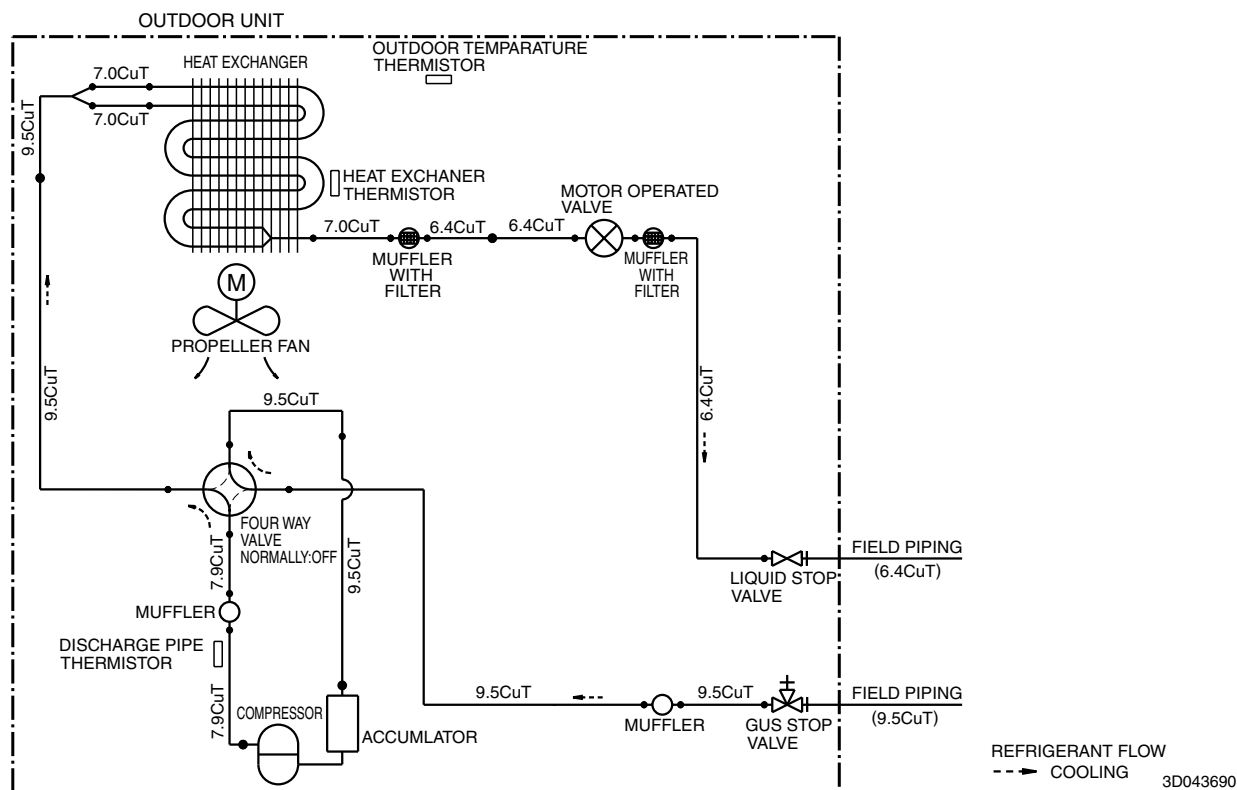 OUTDOOR UNIT
OUTDOOR TEMPARATURE
THERMISTOR
HEAT EXCHANGER
7.0CuT
7.0CuT
9.5CuT
HEAT EXCHANER
THERMISTOR
MOTOR OPERATED
VALVE
7.0CuT
6.4CuT
6.4CuT
MUFFLER
WITH
FILTER
MUFFLER
WITH
FILTER
M
PROPELLER FAN
9.5CuT
9.5CuT
6.4CuT
FOUR WAY
VALVE
NORMALLY:OFF
7.9CuT
9.5CuT
FIELD PIPING
(6.4CuT)
LIQUID STOP
VALVE
MUFFLER
DISCHARGE PIPE
THERMISTOR
7.9CuT
COMPRESSOR
ACCUMLATOR
9.5CuT
9.5CuT
MUFFLER
GUS STOP
VALVE
FIELD PIPING
(9.5CuT)
REFRIGERANT FLOW
COOLING
3D043690